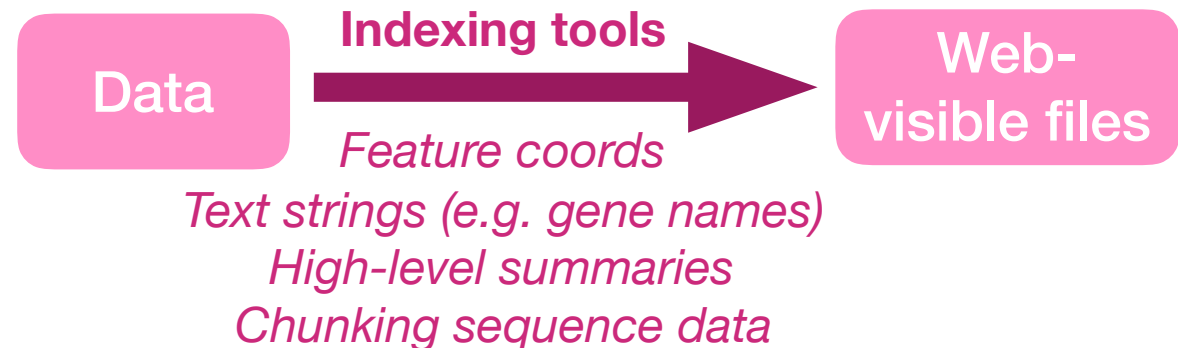 Indexing tools
Data
Web-
visible files
Feature coords
Text strings (e.g. gene names)
High-level summaries
Chunking sequence data